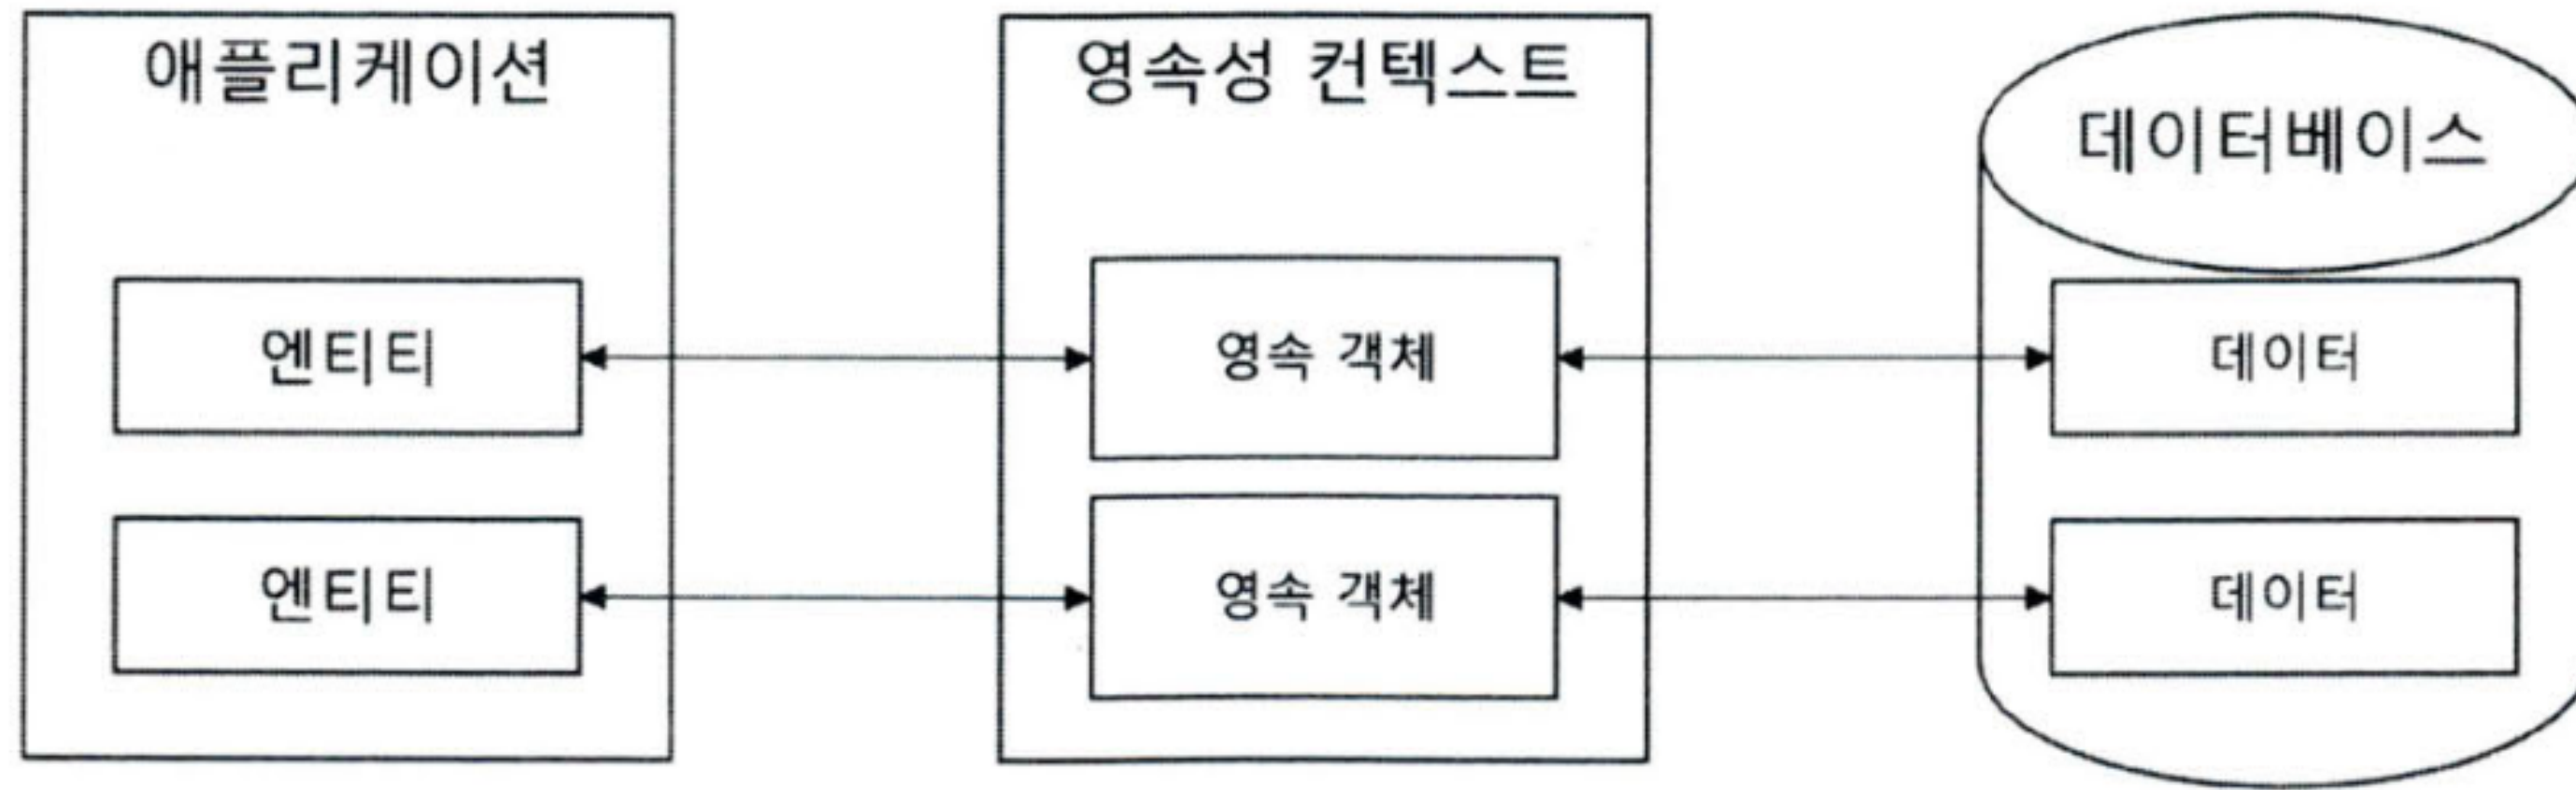 애플리케이션
엔티티
엔티티
영속성 컨텍스트
영속 객체
영속 객체
데이터베이스
데이터
데이터